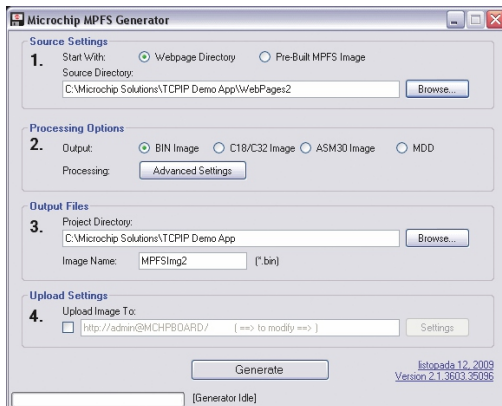 Microchip MPFS Generator
Source Settings
1. Start With: Webpage Directory Pre-Built MPFS Image
Source Directory:
C:\Microchip Solutions\TCPIP Demo App\WebPages2 Browse...
Processing Options
2. Output: BIN Image C18/C32 Image ASM30 Image MDD
Processing: Advanced Settings
Output Files
3. Project Directory:
C:\Microchip Solutions\TCPIP Demo App Browse...
Image Name: MPFSImg2 (*.bin)
Upload Settings
4. Upload Image To:
http://admin@MCHPBOARD/ ( ==> to modify ==> ) Settings
Generate listopada 12, 2009
Version 2.1.3603.35096
[Generator Idle]